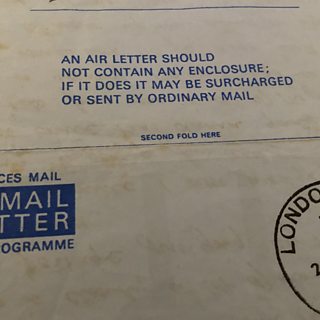 AN AIR LETTER SHOULD
NOT CONTAIN ANY ENCLOSURE;
IF IT DOES IT MAY BE SURCHARGED
OR SENT BY ORDINARY MAIL
SECOND FOLD HERE
CES MAIL
MAIL
TTER
OGRAMME
LONDO
2